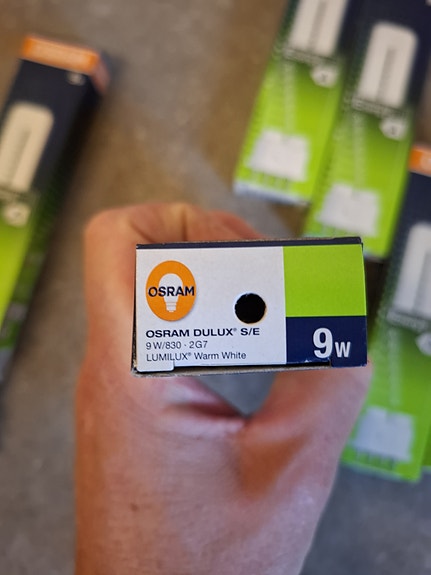 OSRAM
OSRAM DULUX® S/E
9 W/830 · 2G7
LUMILUX® Warm White
9W